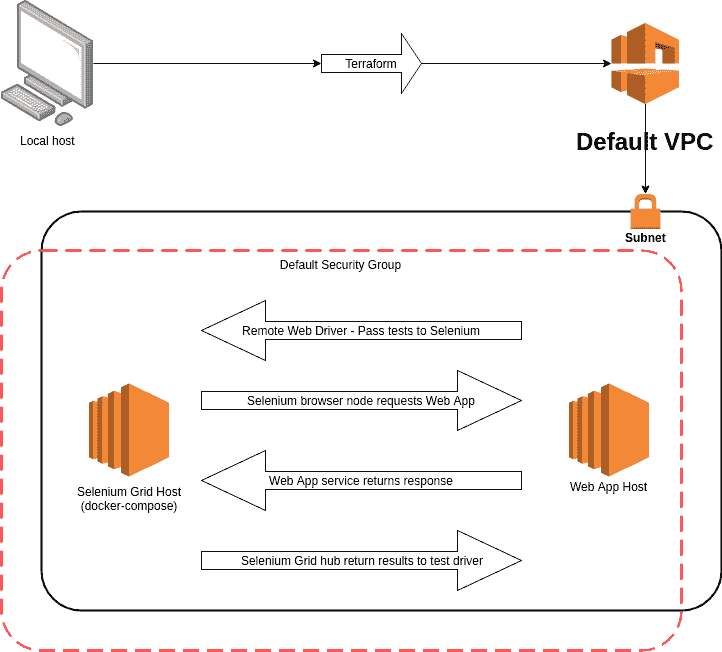 Terraform
Local host
Default VPC
Subnet
Default Security Group
Remote Web Driver - Pass tests to Selenium
Selenium browser node requests Web App
Web App service returns response
Selenium Grid Host
(docker-compose)
Web App Host
Selenium Grid hub return results to test driver